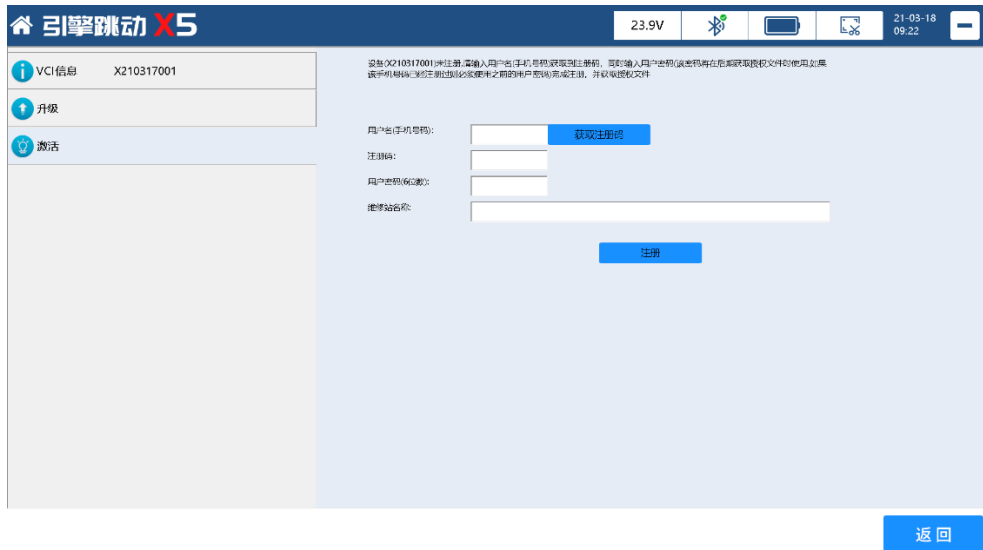 引擎跳动 X5
23.9V
21-03-18
09:22
VCI信息 X210317001
升级
激活
设备(X210317001)未注册,请输入用户名(手机号码)获取到注册码，同时输入用户密码(该密码将在后期获取授权文件时使用,如果
该手机号码已经注册过则必须使用之前的用户密码)完成注册，并获取授权文件
用户名(手机号码):
获取注册码
注册码:
用户密码(6位数):
维修站名称:
注册
返回